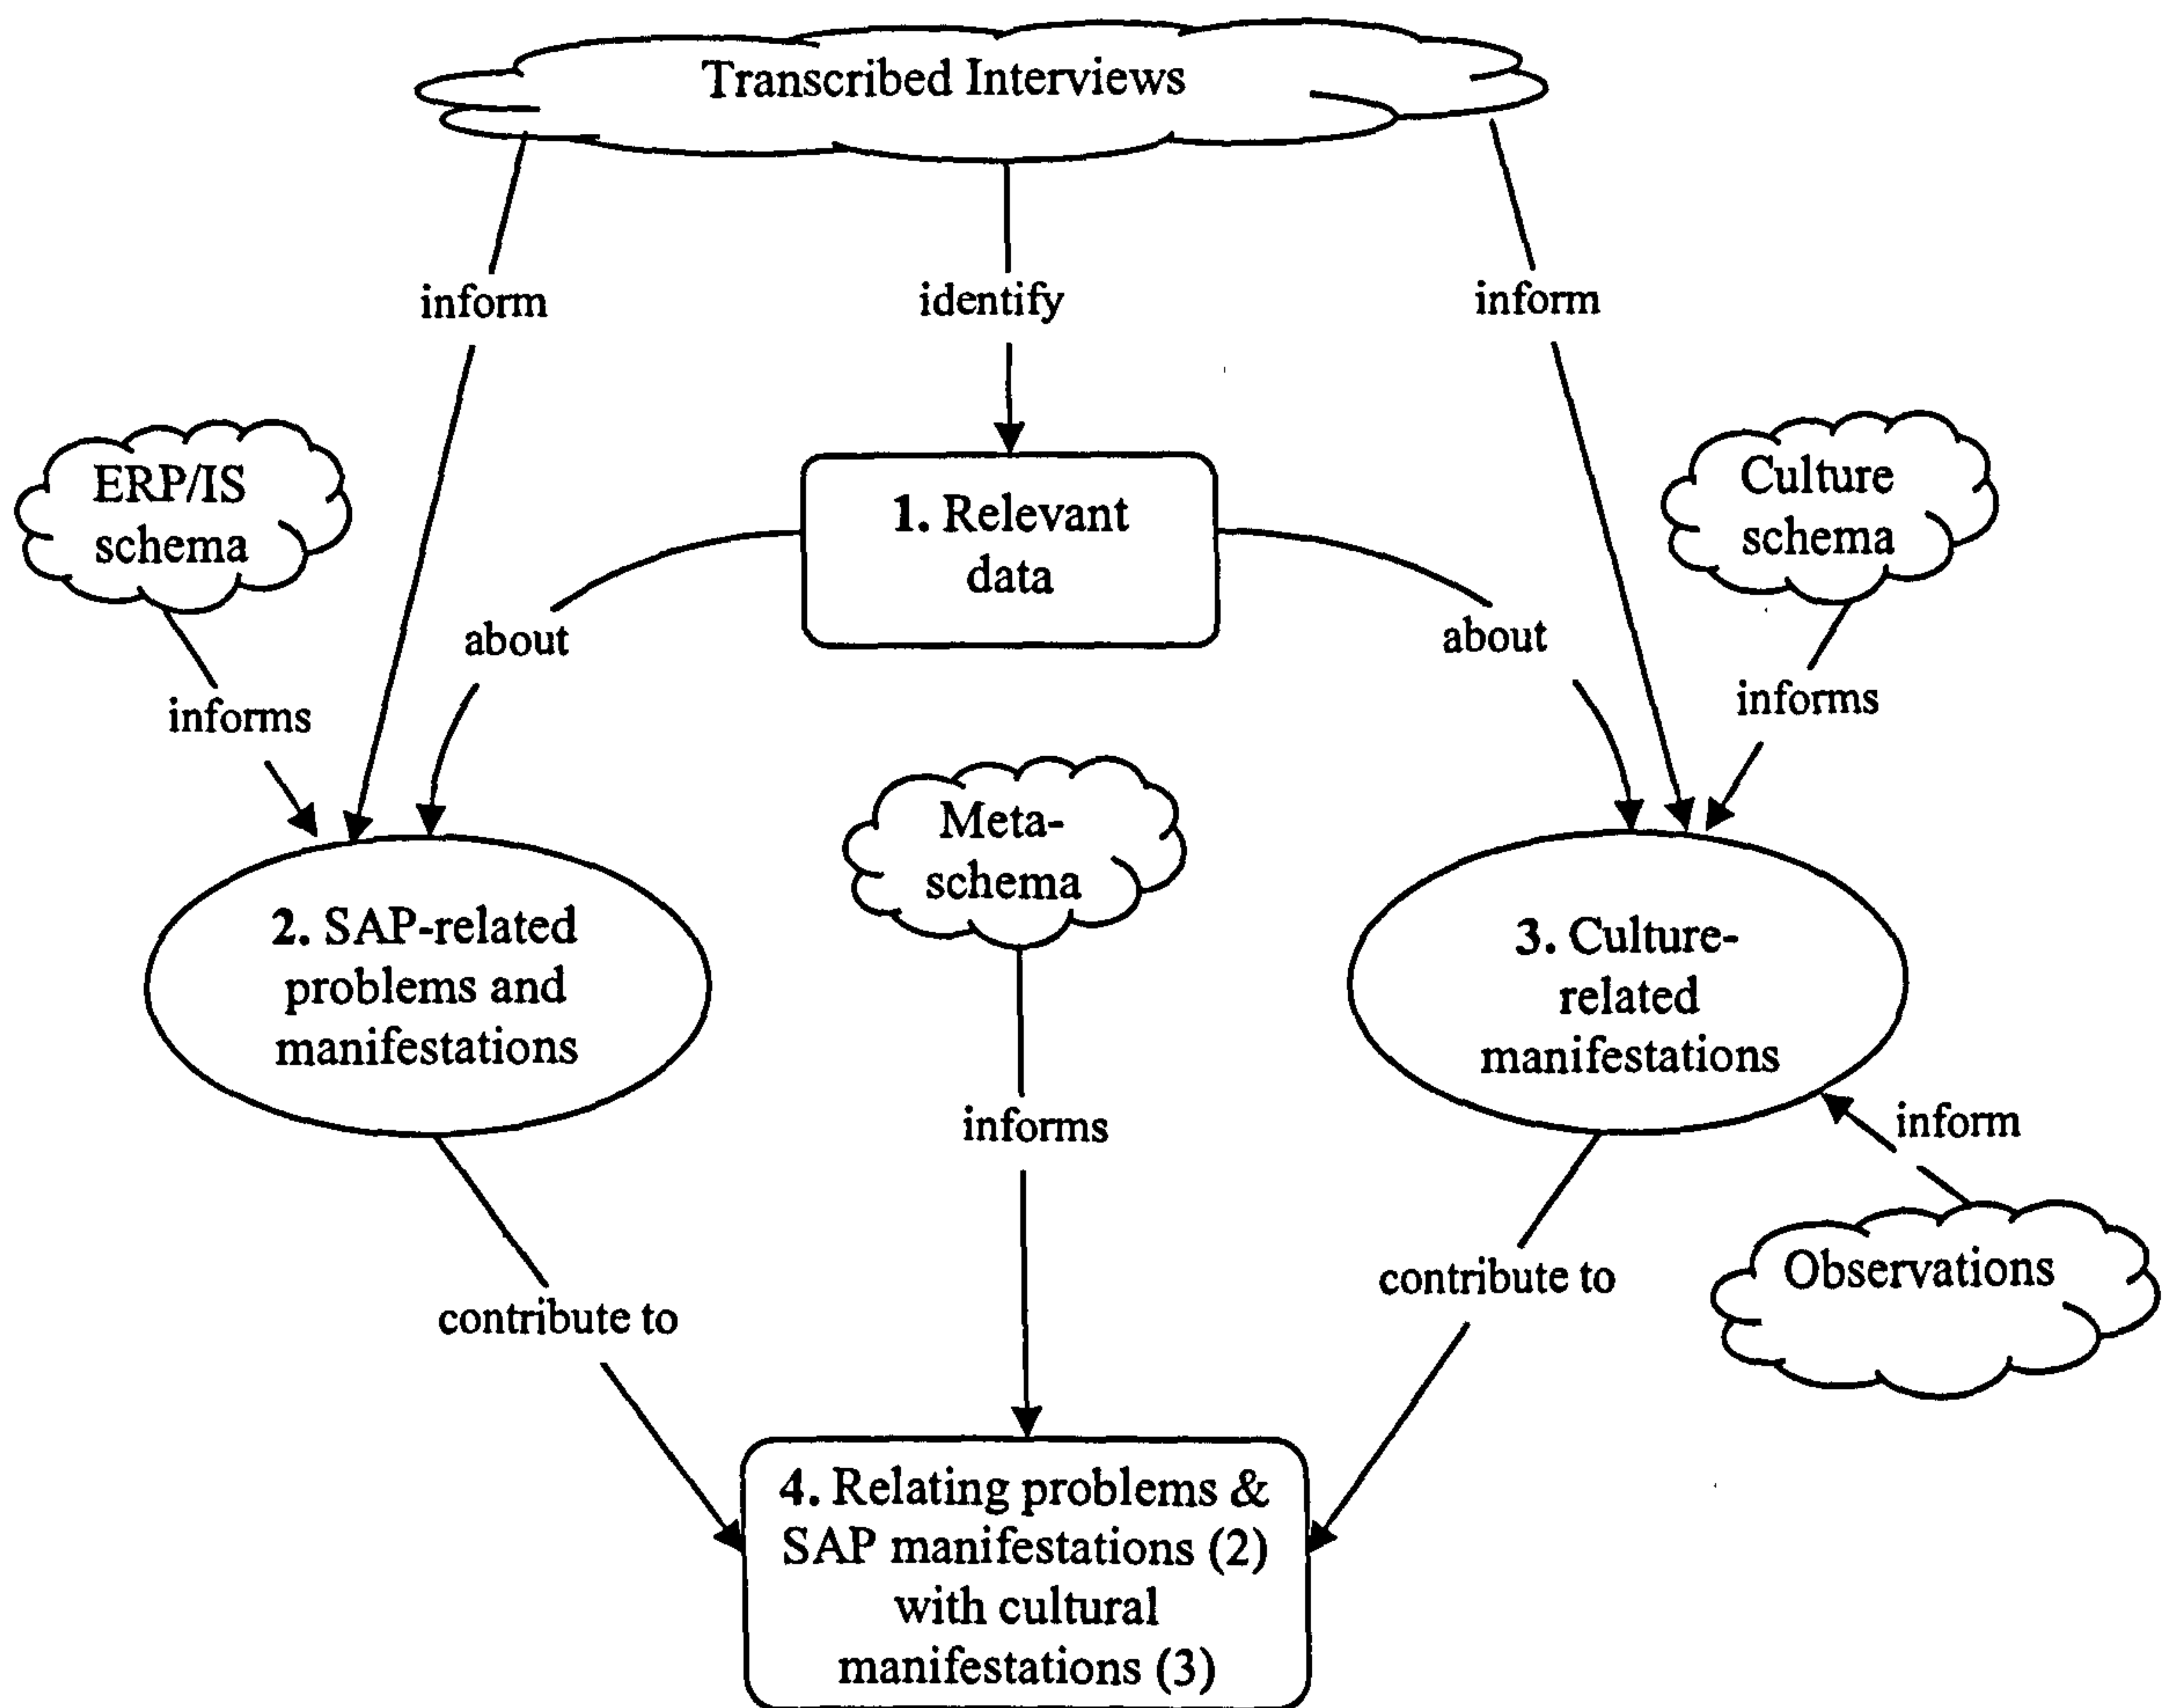 Transcribed Interviews
inform
identify
inform
ERP/IS
schema
Culture
schema
1. Relevant
data
about
about
informs
informs
Meta-
schema
2. SAP-related
problems and
manifestations
3. Culture-
related
manifestations
informs
inform
Observations
contribute to
contribute to
4. Relating problems &
SAP manifestations (2)
with cultural
manifestations (3)